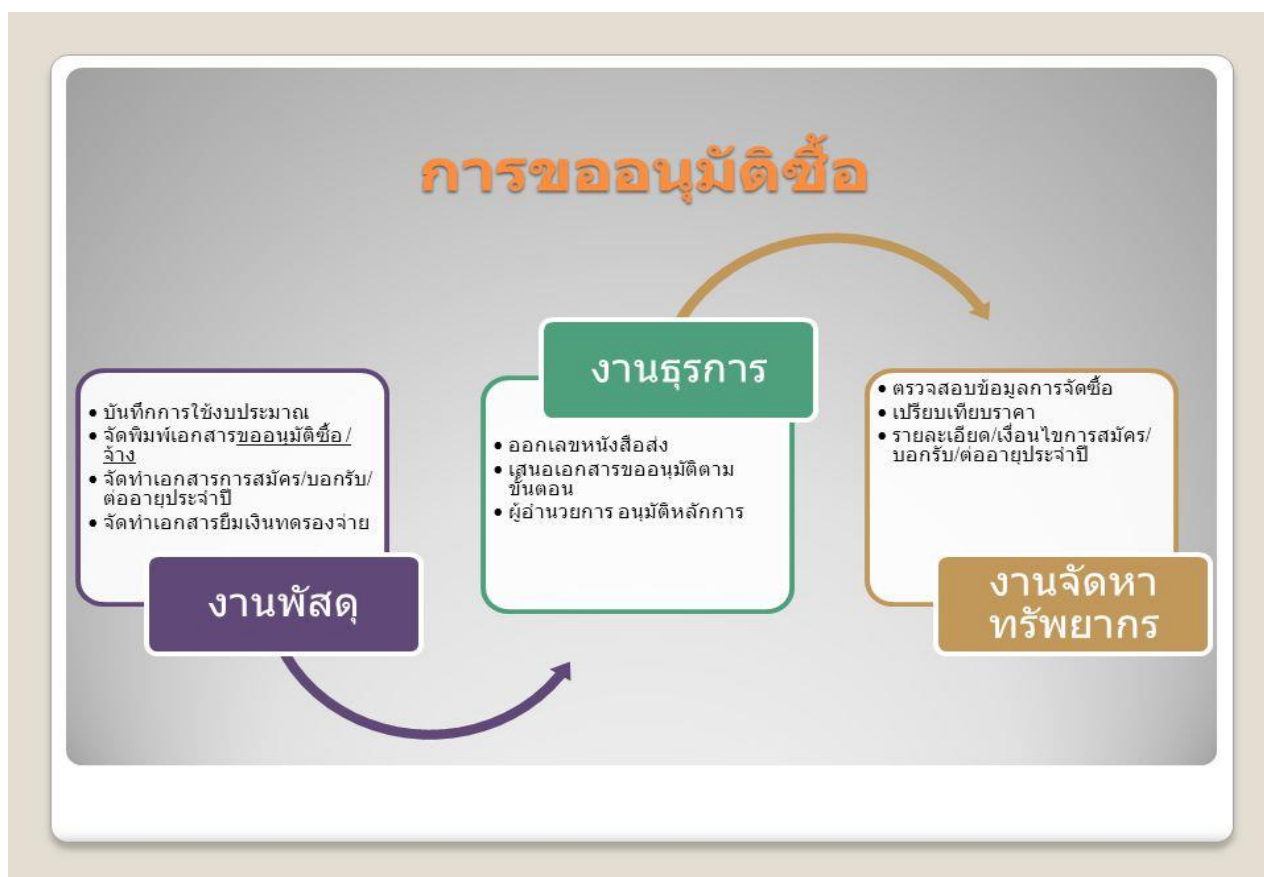 การขออนุมัติซื้อ
• บันทึกการใช้งบประมาณ
• จัดพิมพ์เอกสารขออนุมัติซื้อ/
จ้าง
• จัดทำเอกสารการสมัคร/บอกรับ/
ต่ออายุประจำปี
• จัดทำเอกสารยืมเงินทดรองจ่าย
งานพัสดุ
งานธุรการ
• ออกเลขหนังสือส่ง
• เสนอเอกสารขออนุมัติตาม
ขั้นตอน
• ผู้อำนวยการ อนุมัติหลักการ
• ตรวจสอบข้อมูลการจัดซื้อ
• เปรียบเทียบราคา
• รายละเอียด/เงื่อนไขการสมัคร/
บอกรับ/ต่ออายุประจำปี
งานจัดหา
ทรัพยากร